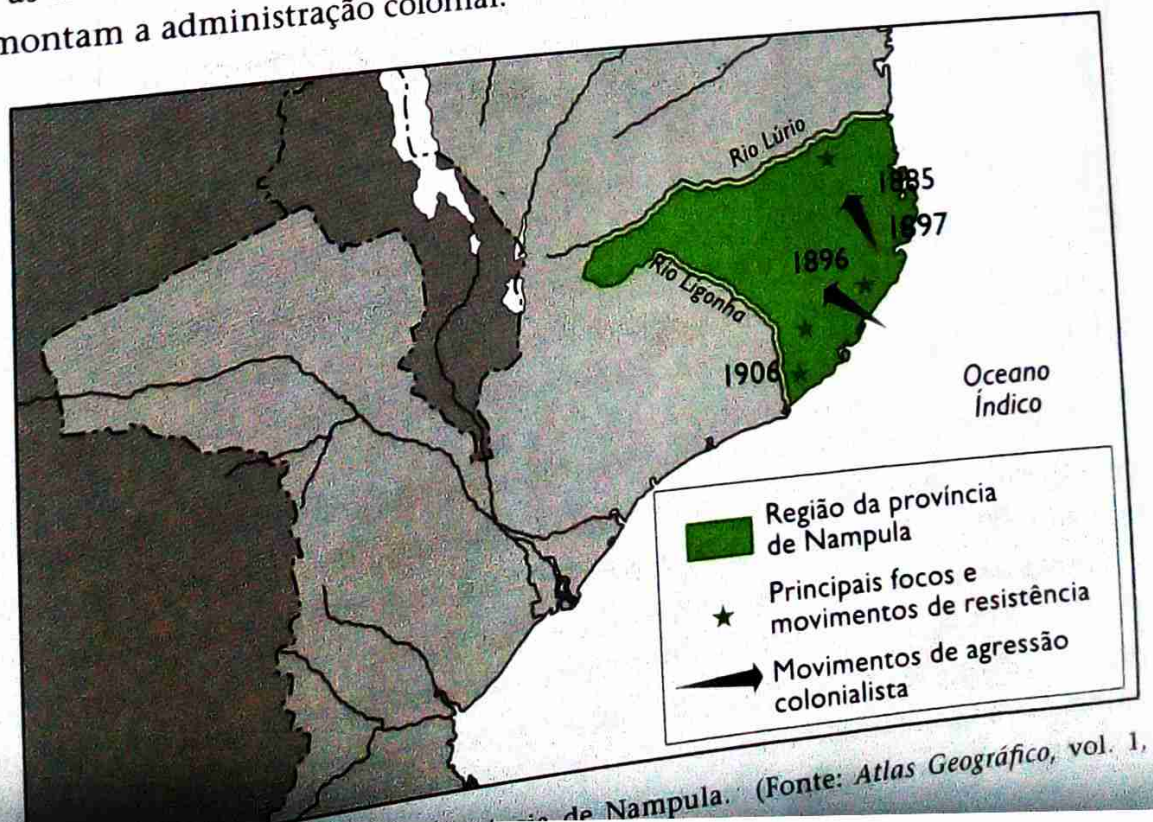 montam a administração colonial.
Rio Lúrio
1885
1897
1896
Rio Ligonha
1906
Oceano
Índico
Região da província
de Nampula
Principais focos e
movimentos de resistência
Movimentos de agressão
colonialista
de Nampula. (Fonte: Atlas Geográfico, vol. 1,